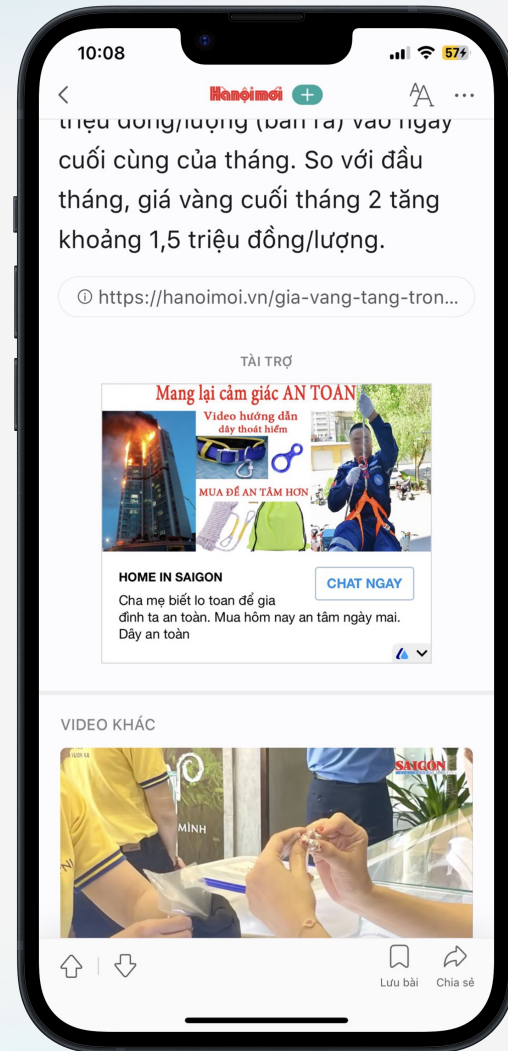 10:08
57
Hànộimới
triệu đồng/lượng (bán ra) vào ngày
cuối cùng của tháng. So với đầu
tháng, giá vàng cuối tháng 2 tăng
khoảng 1,5 triệu đồng/lượng.
https://hanoimoi.vn/gia-vang-tang-tron...
TÀI TRỢ
Mang lại cảm giác AN TOAN
Video hướng dẫn
dây thoát hiểm
MUA ĐỂ AN TÂM HƠN
HOME IN SAIGON
CHAT NGAY
Cha mẹ biết lo toan để gia
đình ta an toàn. Mua hôm nay an tâm ngày mai.
Dây an toàn
VIDEO KHÁC
SAIGON
MINH
Lưu bài
Chia sẻ